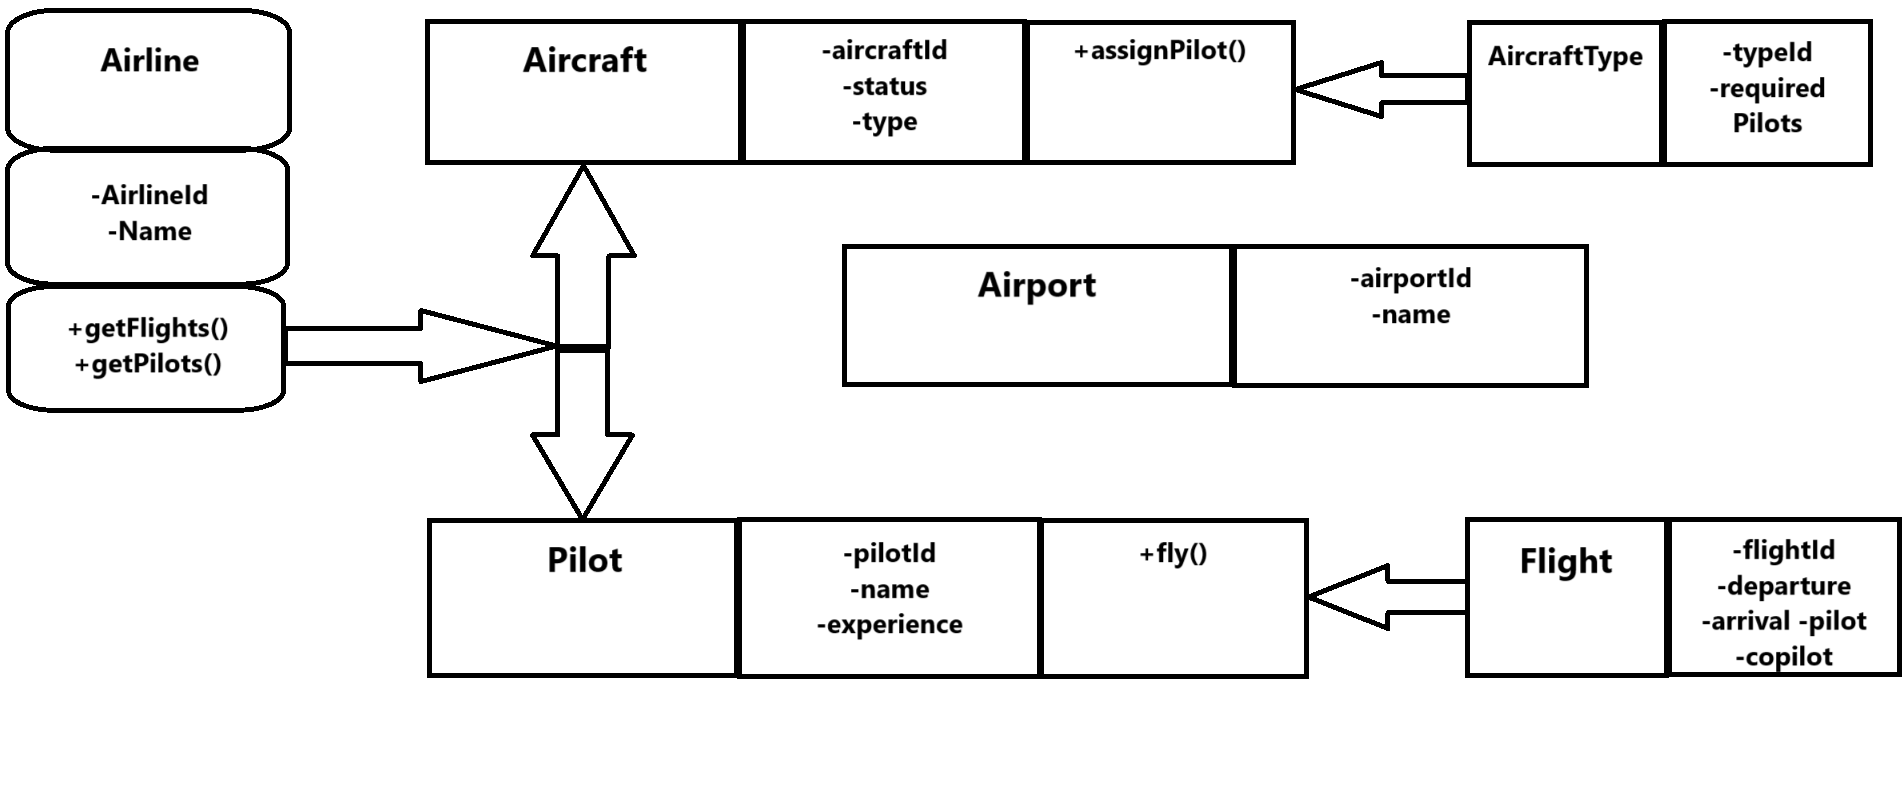 Airline
-AirlineId
-Name
+getFlights()
+getPilots()
Aircraft
-aircraftId
-status
-type
+assignPilot()
AircraftType
-typeId
-required
Pilots
Airport
-airportId
-name
Pilot
-pilotId
-name
-experience
+fly()
Flight
-flightId
-departure
-arrival -pilot
-copilot